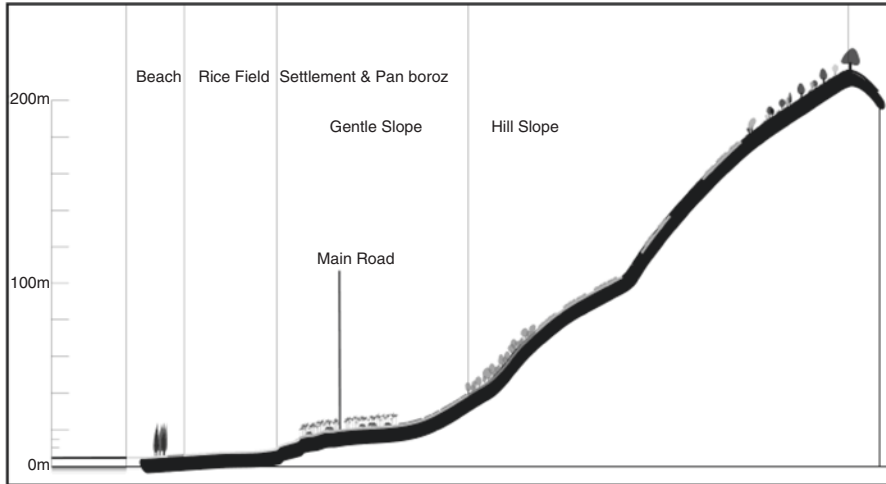 Beach Rice Field Settlement & Pan boroz
200m
Gentle Slope Hill Slope
Main Road
100m
0m